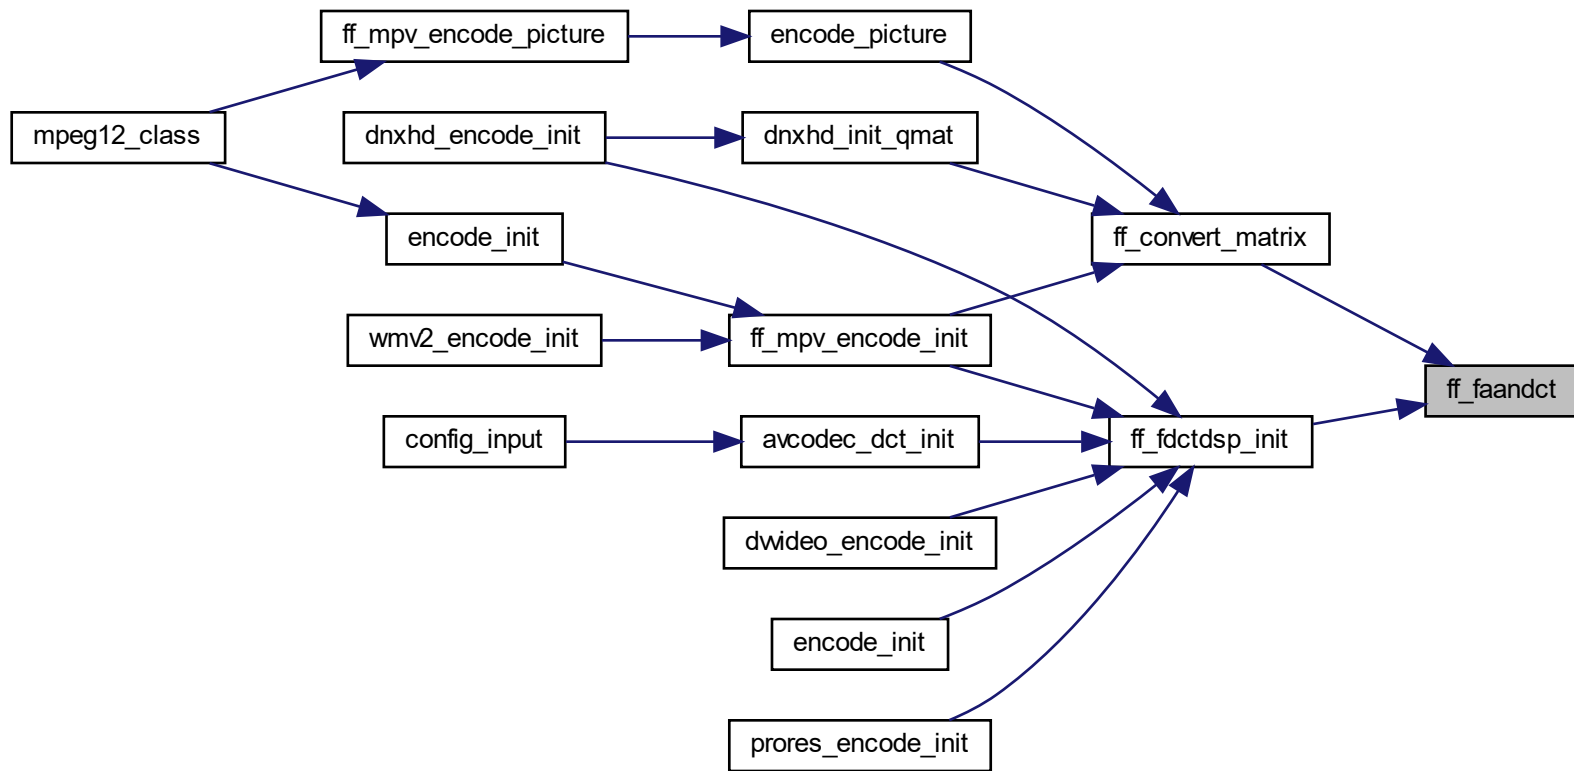 ff_mpv_encode_picture
encode_picture
mpeg12_class
dnxhd_encode_init
dnxhd_init_qmat
encode_init
ff_convert_matrix
wmv2_encode_init
ff_mpv_encode_init
ff_faandct
config_input
avcodec_dct_init
ff_fdctdsp_init
dvvideo_encode_init
encode_init
prores_encode_init